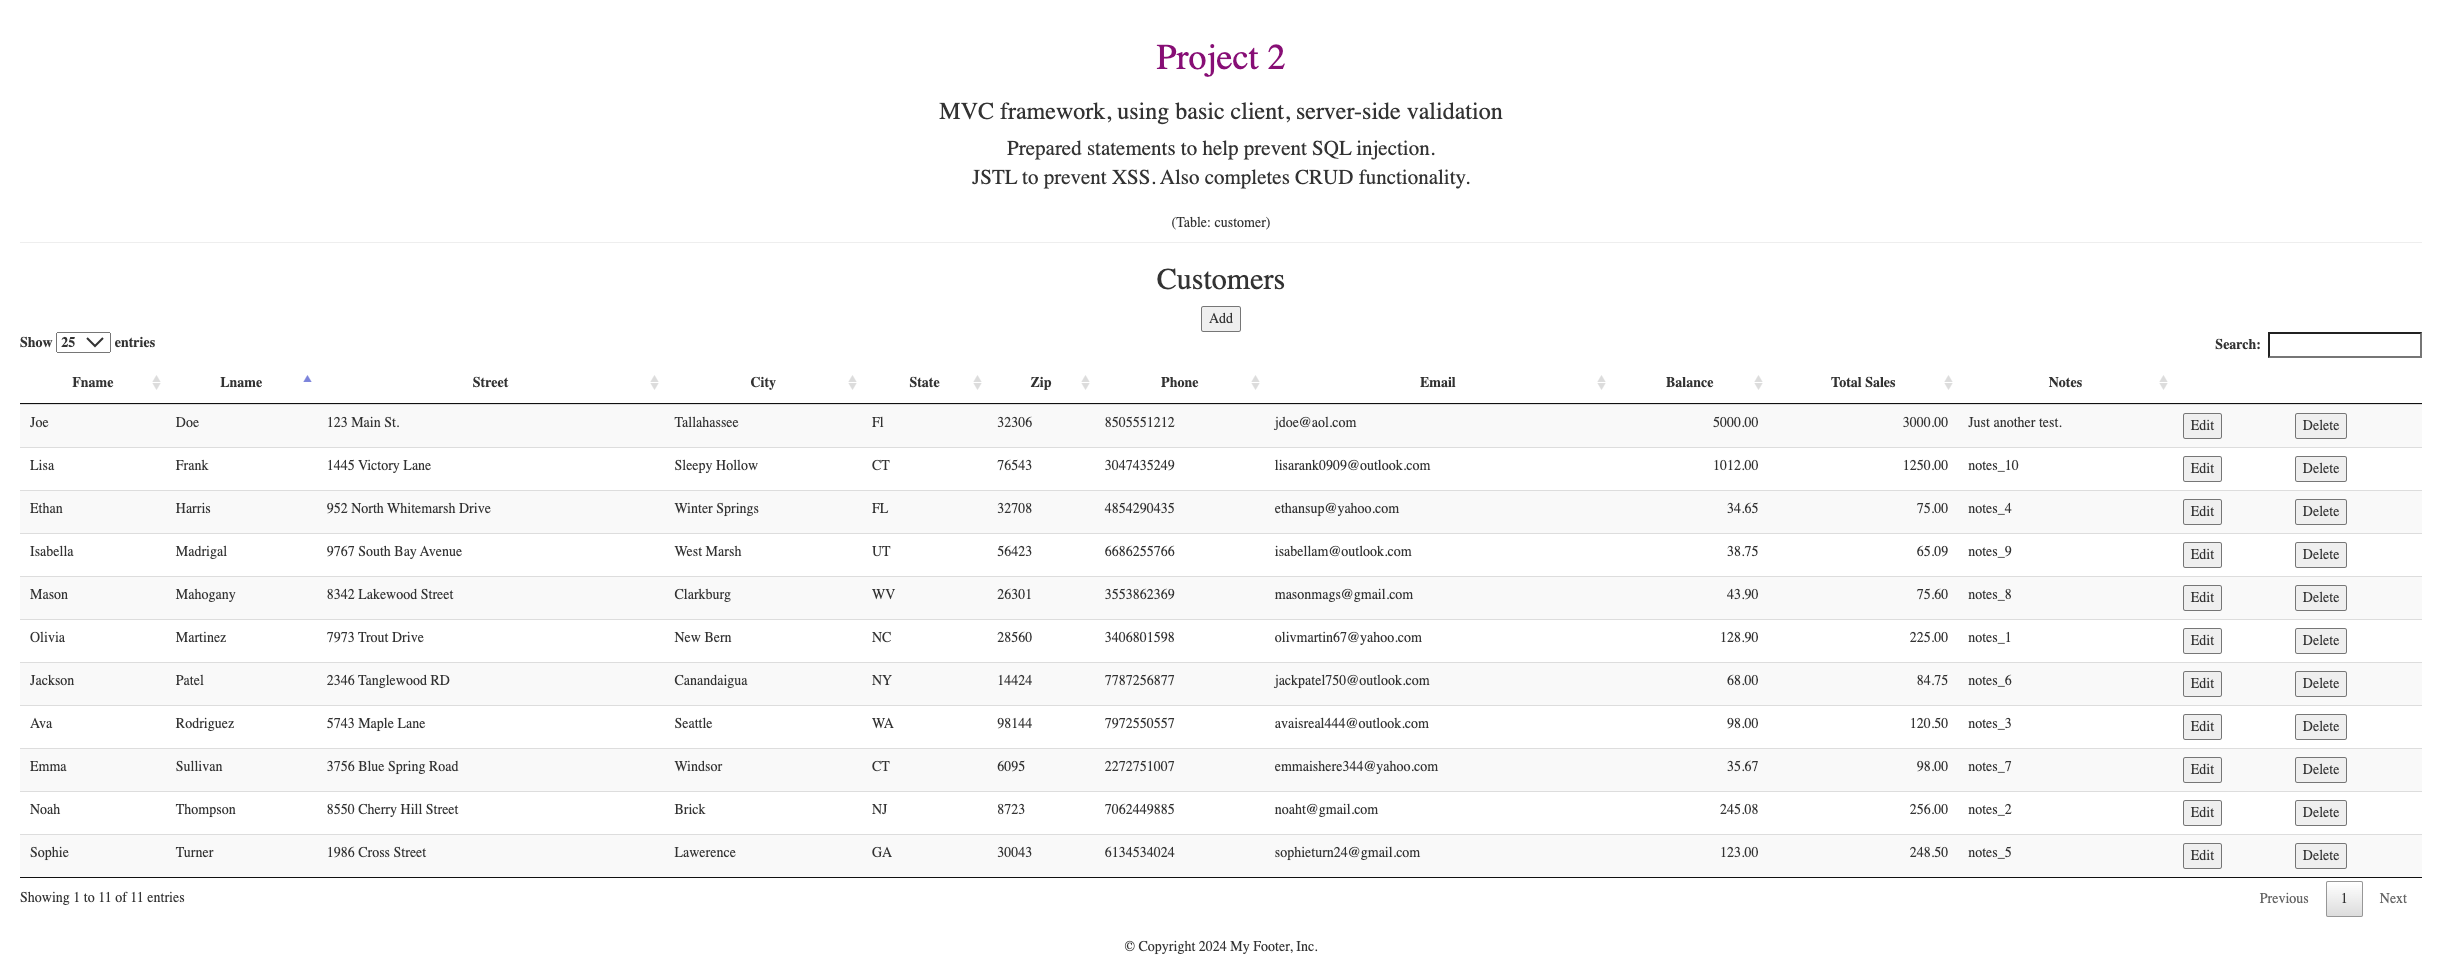 Project 2
MVC framework, using basic client, server-side validation
Prepared statements to help prevent SQL injection.
JSTL to prevent XSS. Also completes CRUD functionality.
(Table: customer)
Customers
Add
Show 25 entries Search:
Fname Lname Street City State Zip Phone Email Balance Total Sales Notes
Joe Doe 123 Main St. Tallahassee Fl 32306 8505551212 jdoe@aol.com 5000.00 3000.00 Just another test. Edit Delete
Lisa Frank 1445 Victory Lane Sleepy Hollow CT 76543 3047435249 lisarank0909@outlook.com 1012.00 1250.00 notes_10 Edit Delete
Ethan Harris 952 North Whitemarsh Drive Winter Springs FL 32708 4854290435 ethansup@yahoo.com 34.65 75.00 notes_4 Edit Delete
Isabella Madrigal 9767 South Bay Avenue West Marsh UT 56423 6686255766 isabellam@outlook.com 38.75 65.09 notes_9 Edit Delete
Mason Mahogany 8342 Lakewood Street Clarkburg WV 26301 3553862369 masonmags@gmail.com 43.90 75.60 notes_8 Edit Delete
Olivia Martinez 7973 Trout Drive New Bern NC 28560 3406801598 olivmartin67@yahoo.com 128.90 225.00 notes_1 Edit Delete
Jackson Patel 2346 Tanglewood RD Canandaigua NY 14424 7787256877 jackpatel750@outlook.com 68.00 84.75 notes_6 Edit Delete
Ava Rodriguez 5743 Maple Lane Seattle WA 98144 7972550557 avaisreal444@outlook.com 98.00 120.50 notes_3 Edit Delete
Emma Sullivan 3756 Blue Spring Road Windsor CT 6095 2272751007 emmaishere344@yahoo.com 35.67 98.00 notes_7 Edit Delete
Noah Thompson 8550 Cherry Hill Street Brick NJ 8723 7062449885 noaht@gmail.com 245.08 256.00 notes_2 Edit Delete
Sophie Turner 1986 Cross Street Lawerence GA 30043 6134534024 sophieturn24@gmail.com 123.00 248.50 notes_5 Edit Delete
Showing 1 to 11 of 11 entries Previous 1 Next
© Copyright 2024 My Footer, Inc.